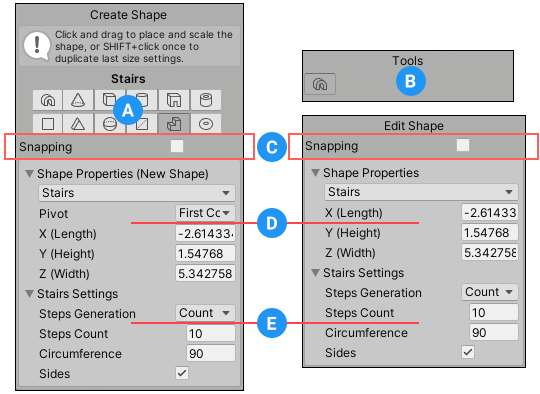 Create Shape
Click and drag to place and scale the
shape, or SHIFT+click once to
duplicate last size settings.
Stairs
A
Snapping
Shape Properties (New Shape)
Stairs
Pivot First Cc
X (Length) -2.61433
Y (Height) 1.54768
Z (Width) 5.342758
Stairs Settings
Steps Generation Count
Steps Count 10
Circumference 90
Sides
C
D
E
Tools
B
Edit Shape
Snapping
Shape Properties
Stairs
X (Length) -2.61433
Y (Height) 1.54768
Z (Width) 5.342758
Stairs Settings
Steps Generation Count
Steps Count 10
Circumference 90
Sides